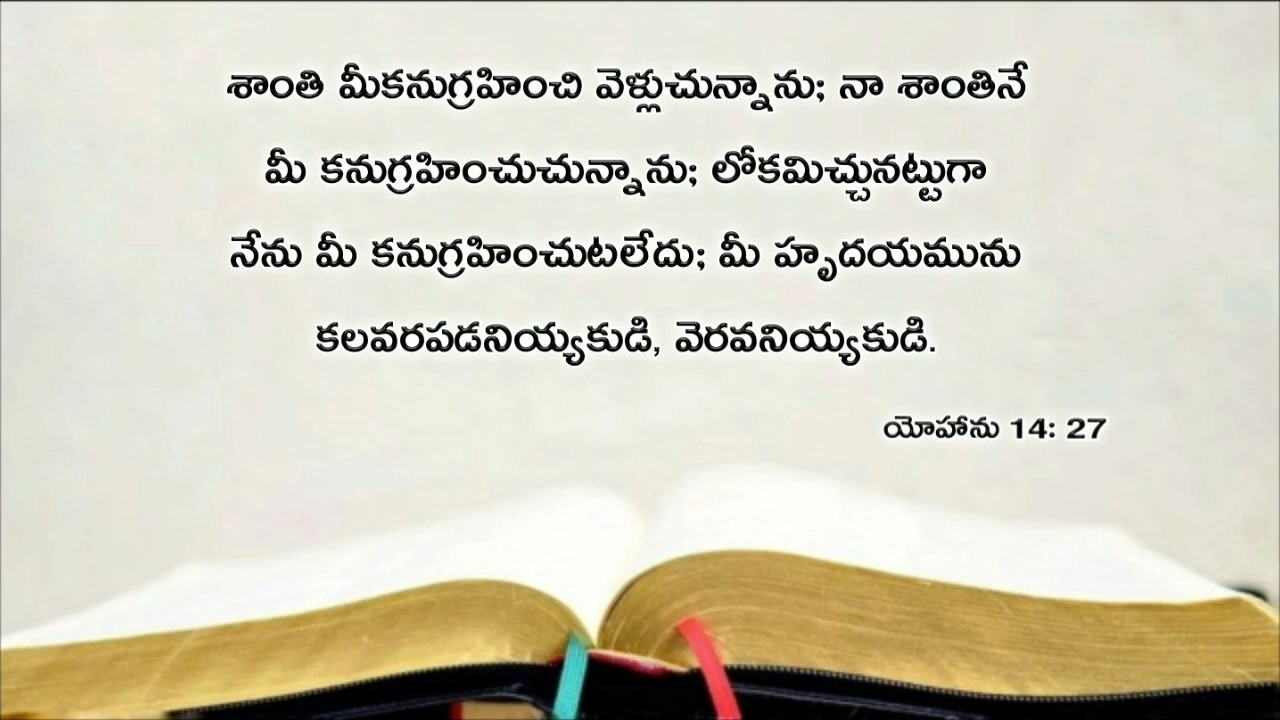 శాంతి మీకనుగ్రహించి వెళ్లుచున్నాను; నా శాంతినే
మీ కనుగ్రహించుచున్నాను; లోకమిచ్చునట్టుగా
నేను మీ కనుగ్రహించుటలేదు; మీ హృదయమును
కలవరపడనియ్యకుడి, వెరవనియ్యకుడి.
యోహాను 14: 27